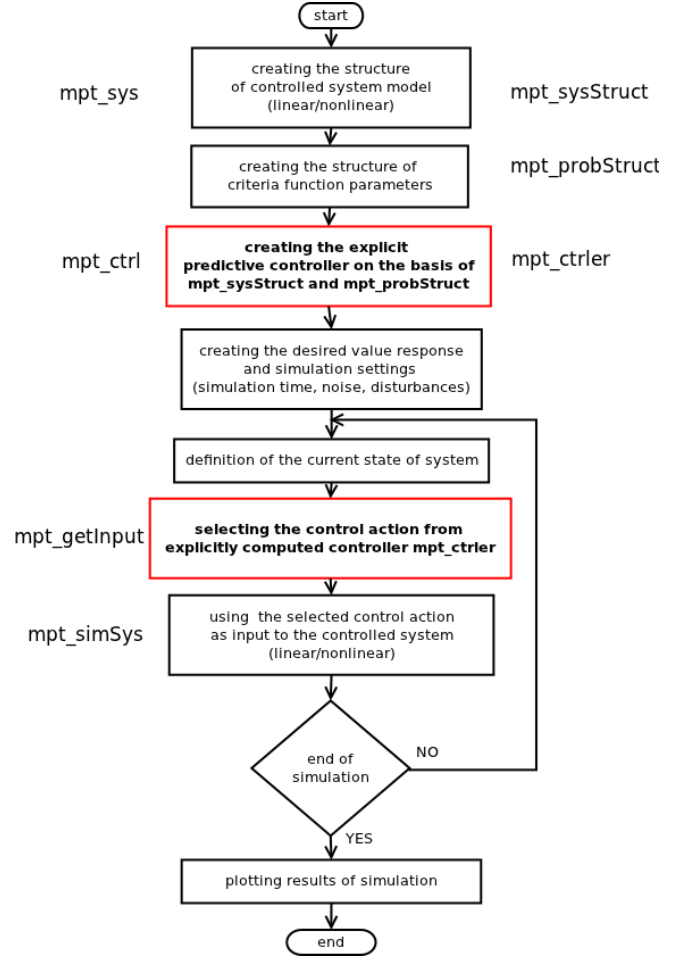 start
creating the structure
of controlled system model
(linear/nonlinear)
mpt_sys
mpt_sysStruct
creating the structure of
criteria function parameters
mpt_probStruct
creating the explicit
predictive controller on the basis of
mpt_sysStruct and mpt_probStruct
mpt_ctrl
mpt_ctrler
creating the desired value response
and simulation settings
(simulation time, noise, disturbances)
definition of the current state of system
mpt_getInput
selecting the control action from
explicitly computed controller mpt_ctrler
mpt_simSys
using the selected control action
as input to the controlled system
(linear/nonlinear)
end of
simulation
NO
YES
plotting results of simulation
end